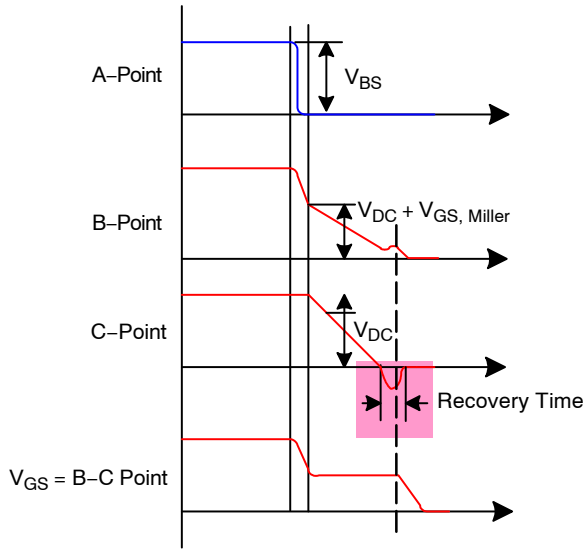 A–Point
V_BS
B–Point
V_DC + V_GS, Miller
C–Point
V_DC
Recovery Time
V_GS = B–C Point